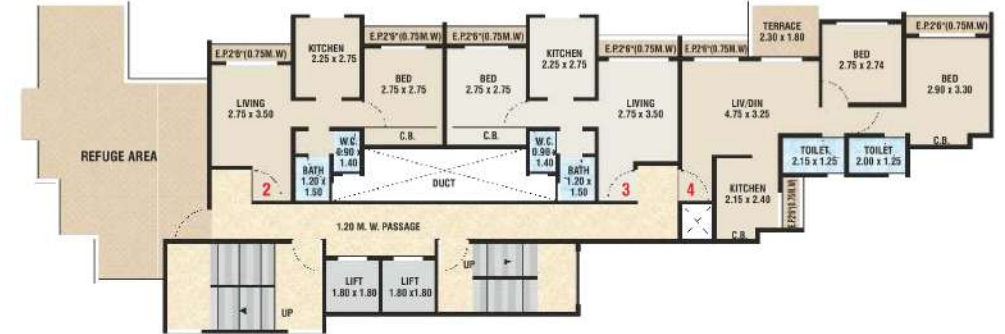 E.P.2'6"(0.75M.W)
KITCHEN
2.25 x 2.75
E.P.2'6"(0.75M.W)
E.P.2'6"(0.75M.W)
KITCHEN
2.25 x 2.75
E.P.2'6"(0.75M.W)
E.P.2'6"(0.75M.W)
TERRACE
2.30 x 1.80
BED
2.75 x 2.74
E.P.2'6"(0.75M.W)
BED
2.90 x 3.30
C.B.
LIVING
2.75 x 3.50
BED
2.75 x 2.75
C.B.
BED
2.75 x 2.75
C.B.
LIVING
2.75 x 3.50
LIV/DIN
4.75 x 3.25
REFUGE AREA
W.C.
0.90 x
1.40
BATH
1.20 x
1.50
DUCT
W.C.
0.90 x
1.40
BATH
1.20 x
1.50
TOILET
2.15 x 1.25
TOILET
2.00 x 1.25
2
3
4
KITCHEN
2.15 x 2.40
C.B.
E.P.2'6"(0.75M.W)
1.20 M. W. PASSAGE
UP
LIFT
1.80 x 1.80
LIFT
1.80 x1.80
UP